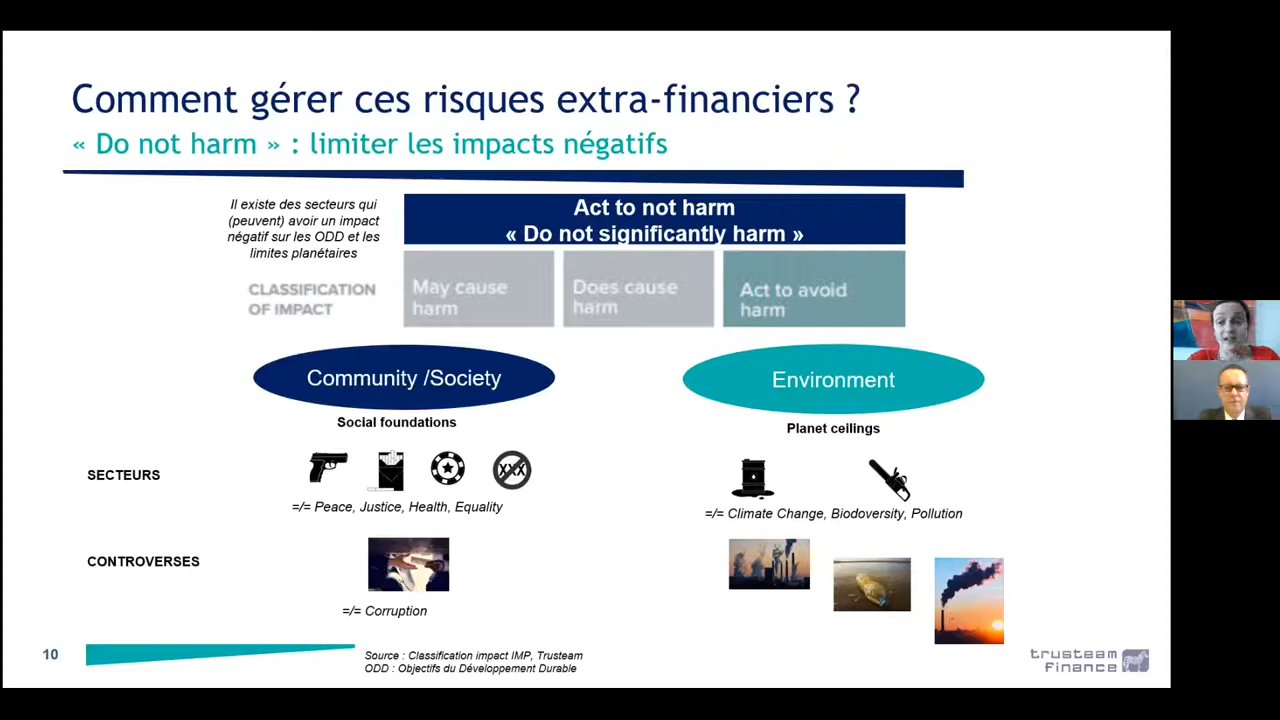 Comment gérer ces risques extra-financiers ?
« Do not harm » : limiter les impacts négatifs
Il existe des secteurs qui
(peuvent) avoir un impact
négatif sur les ODD et les
limites planétaires
Act to not harm
« Do not significantly harm »
CLASSIFICATION
OF IMPACT
May cause
harm
Does cause
harm
Act to avoid
harm
Community /Society
Environment
Social foundations
Planet ceilings
SECTEURS
XXX
=/= Peace, Justice, Health, Equality
=/= Climate Change, Biodoversity, Pollution
CONTROVERSES
=/= Corruption
10
Source : Classification impact IMP, Trusteam
ODD : Objectifs du Développement Durable
trusteam
finance